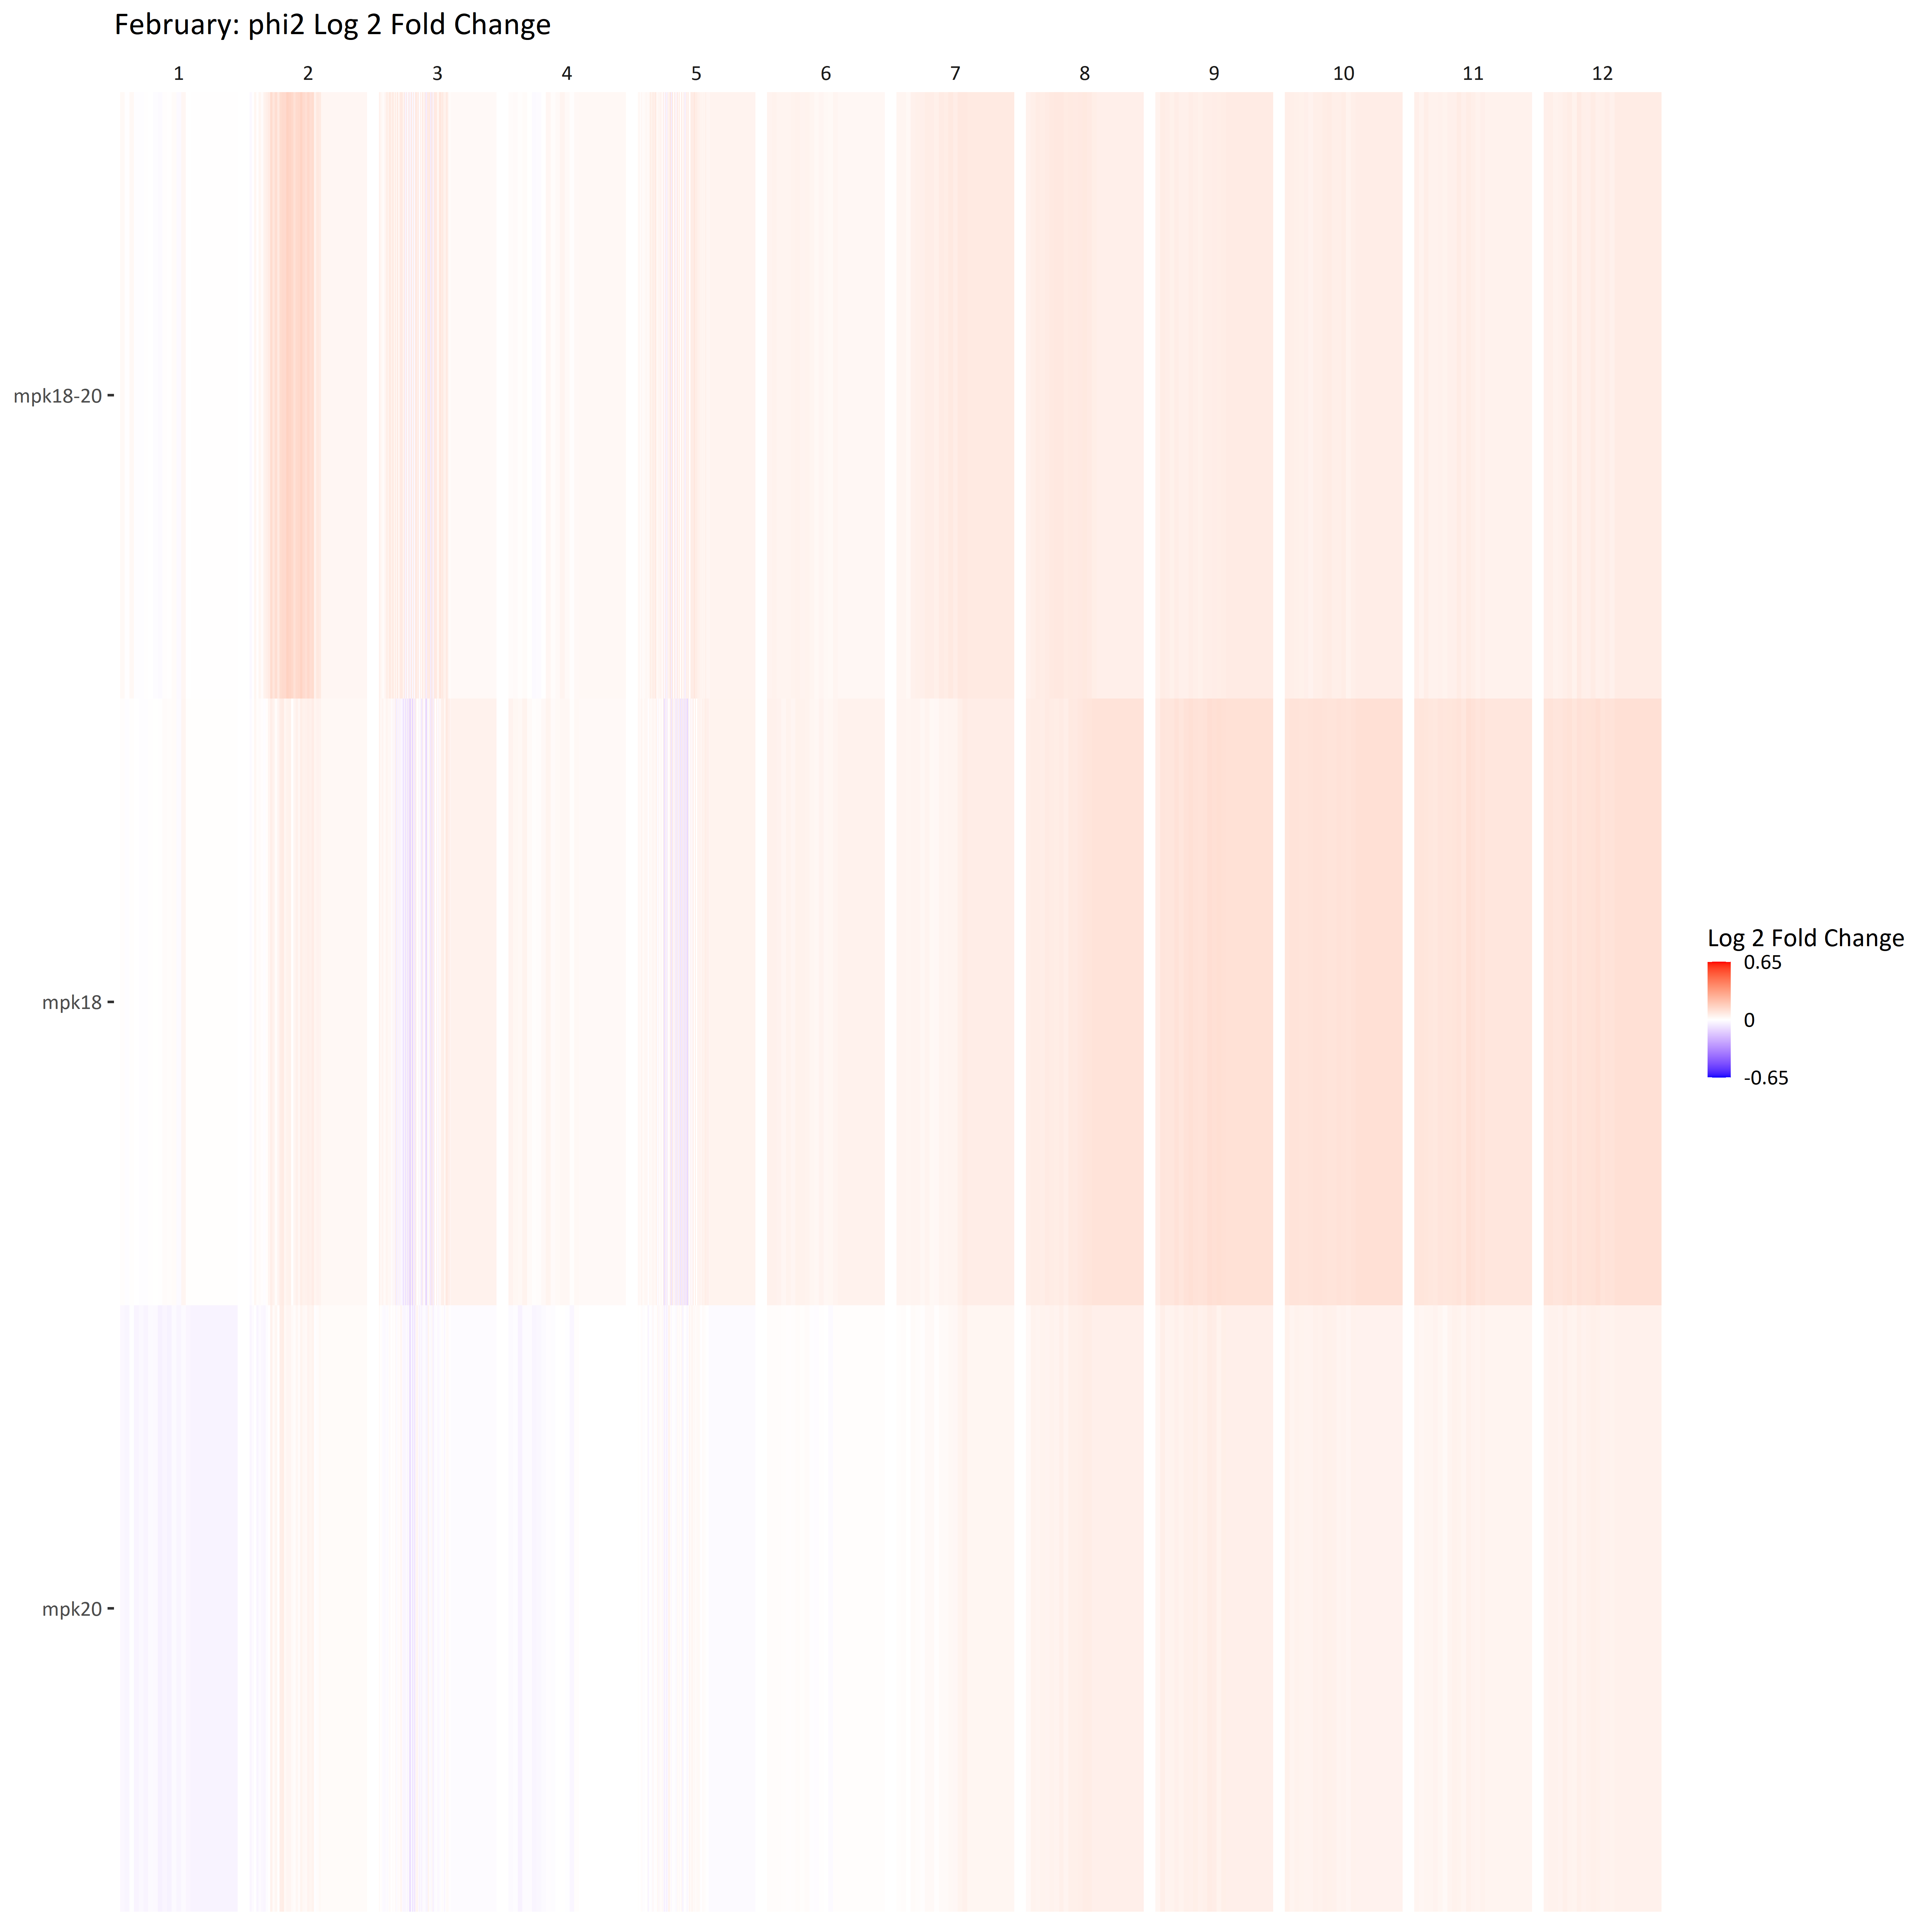 February: phi2 Log 2 Fold Change
1 2 3 4 5 6 7 8 9 10 11 12
mpk18-20
mpk18
mpk20
Log 2 Fold Change
0.65
0
-0.65